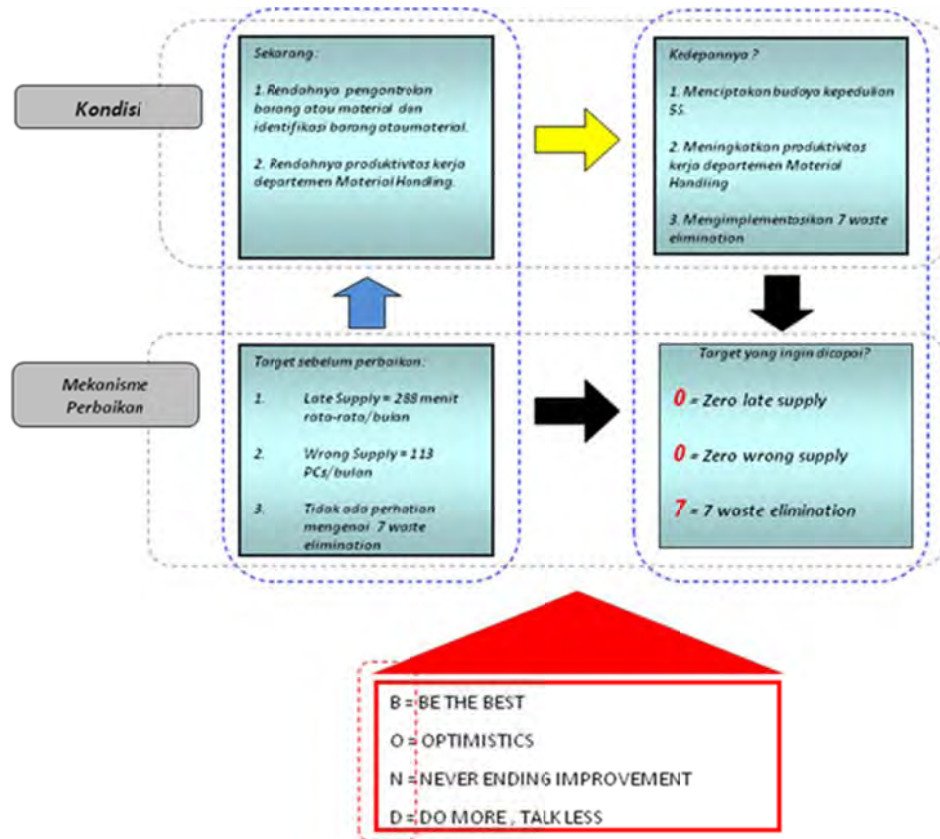 Kondisi
Sekarang:
1. Rendahnya pengontrolan
barang atau material dan
identifikasi barang ataumaterial.
2. Rendahnya produktivitas kerja
departemen Material Handling.
Kedepannya ?
1. Menciptakan budaya kepedulian
5S.
2. Meningkatkan produktivitas
kerja departemen Material
Handling
3. Mengimplementasikan 7 waste
elimination
Mekanisme
Perbaikan
Target sebelum perbaikan:
1. Late Supply = 288 menit
rata-rata/bulan
2. Wrong Supply = 113
PCs/bulan
3. Tidak ada perhatian
mengenai 7 waste
elimination
Target yang ingin dicapai?
0 = Zero late supply
0 = Zero wrong supply
7 = 7 waste elimination
B = BE THE BEST
O = OPTIMISTICS
N = NEVER ENDING IMPROVEMENT
D = DO MORE , TALK LESS